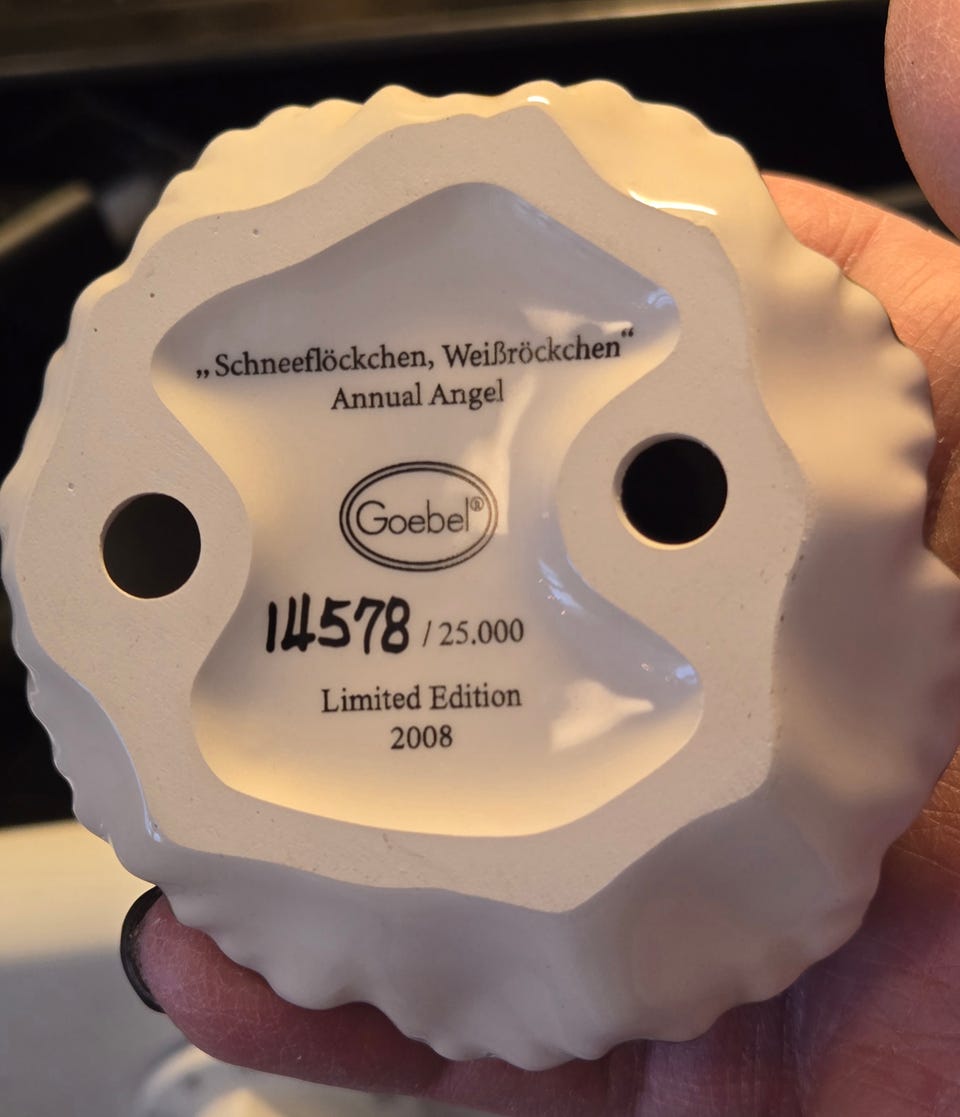 „Schneeflöckchen, Weißröckchen“
Annual Angel
Goebel®
14578 / 25.000
Limited Edition
2008